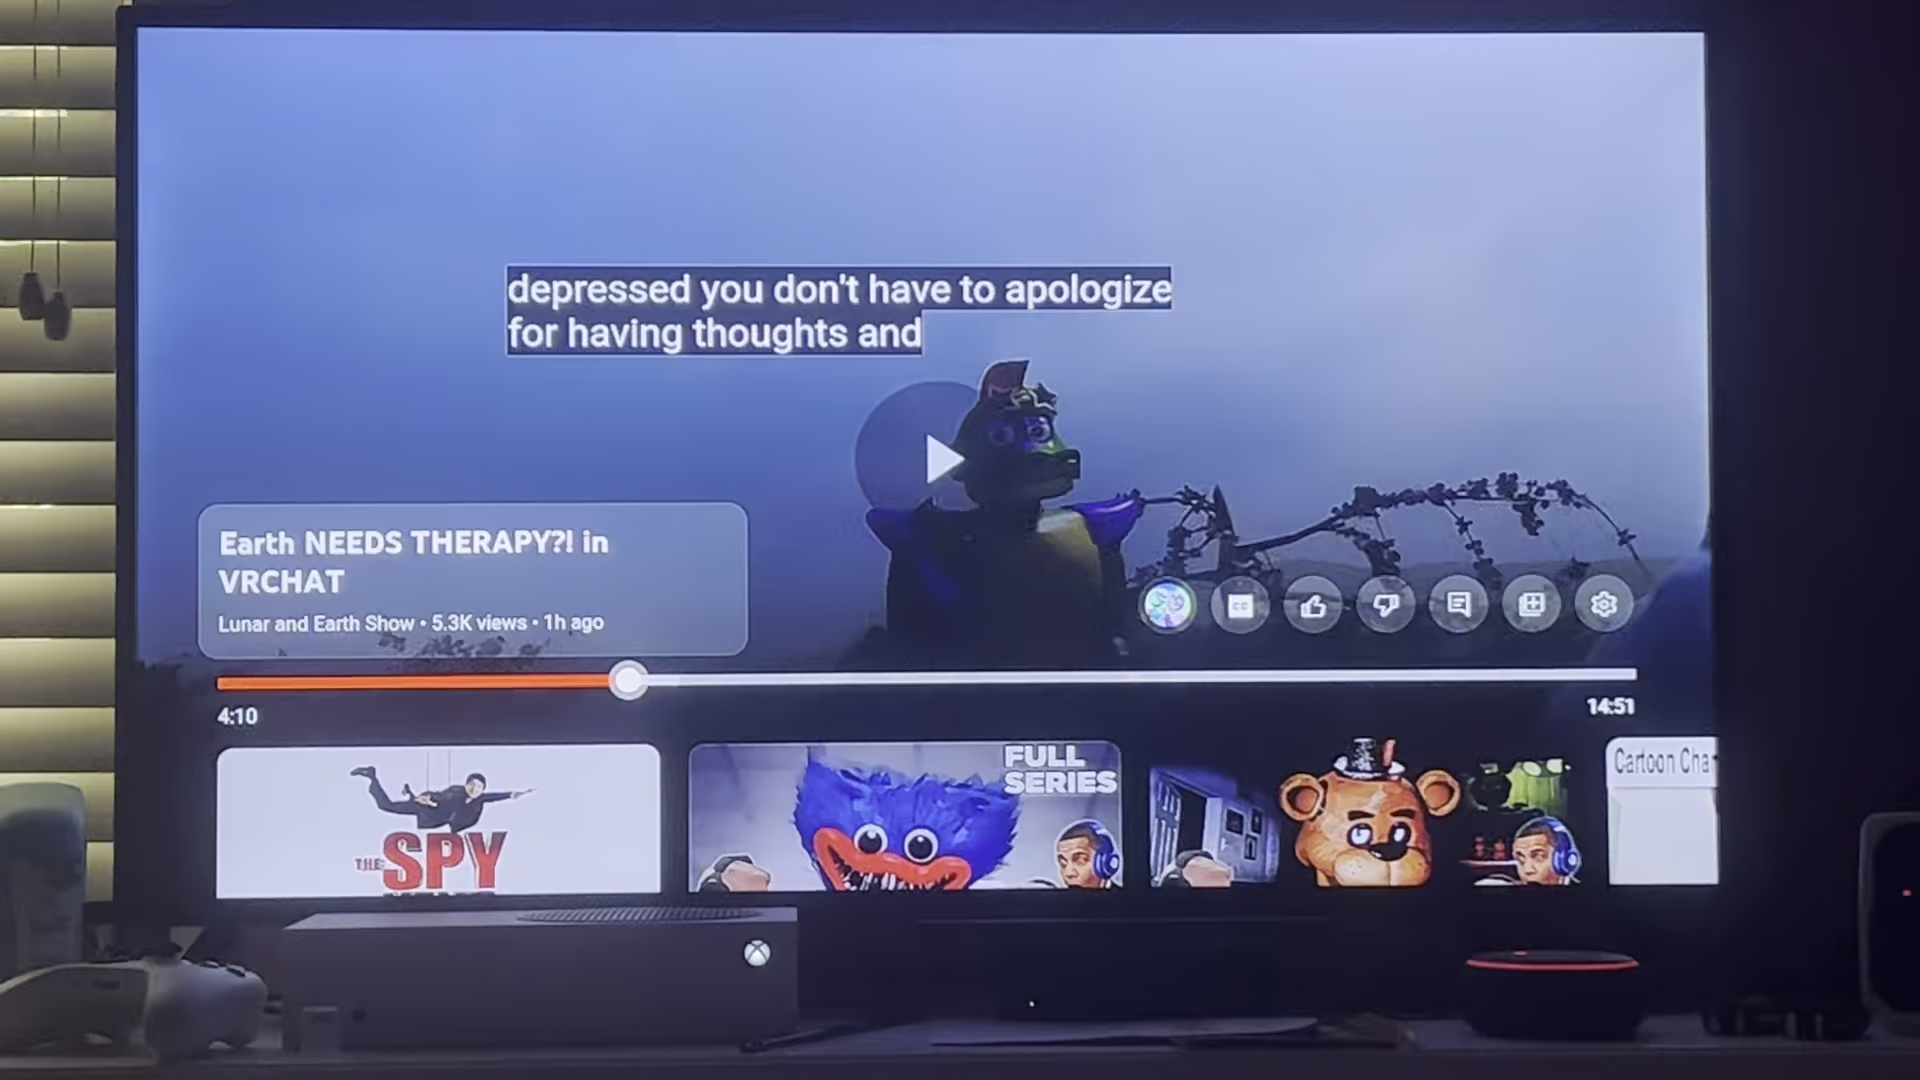 depressed you don't have to apologize
for having thoughts and
Earth NEEDS THERAPY?! in
VRCHAT
Lunar and Earth Show • 5.3K views • 1h ago
CC
4:10
14:51
THE SPY
FULL
SERIES
Cartoon Cha